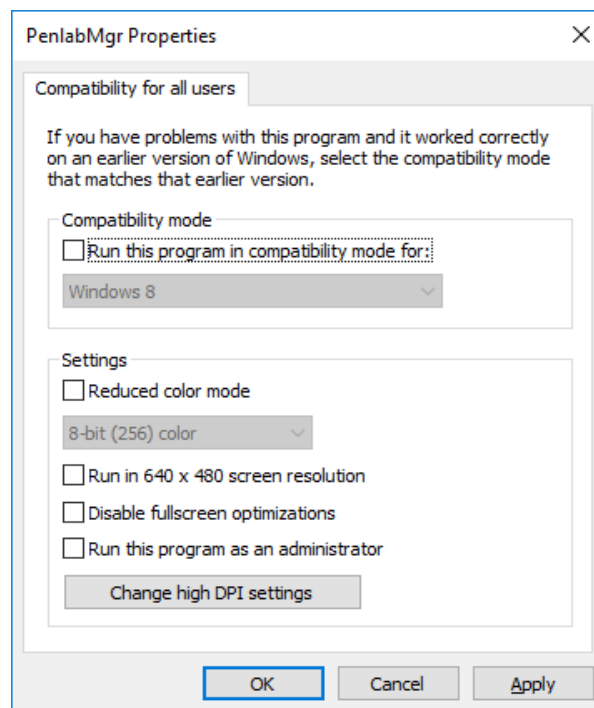 PenlabMgr Properties
Compatibility for all users
If you have problems with this program and it worked correctly
on an earlier version of Windows, select the compatibility mode
that matches that earlier version.
Compatibility mode
Run this program in compatibility mode for:
Windows 8
Settings
Reduced color mode
8-bit (256) color
Run in 640 x 480 screen resolution
Disable fullscreen optimizations
Run this program as an administrator
Change high DPI settings
OK Cancel Apply